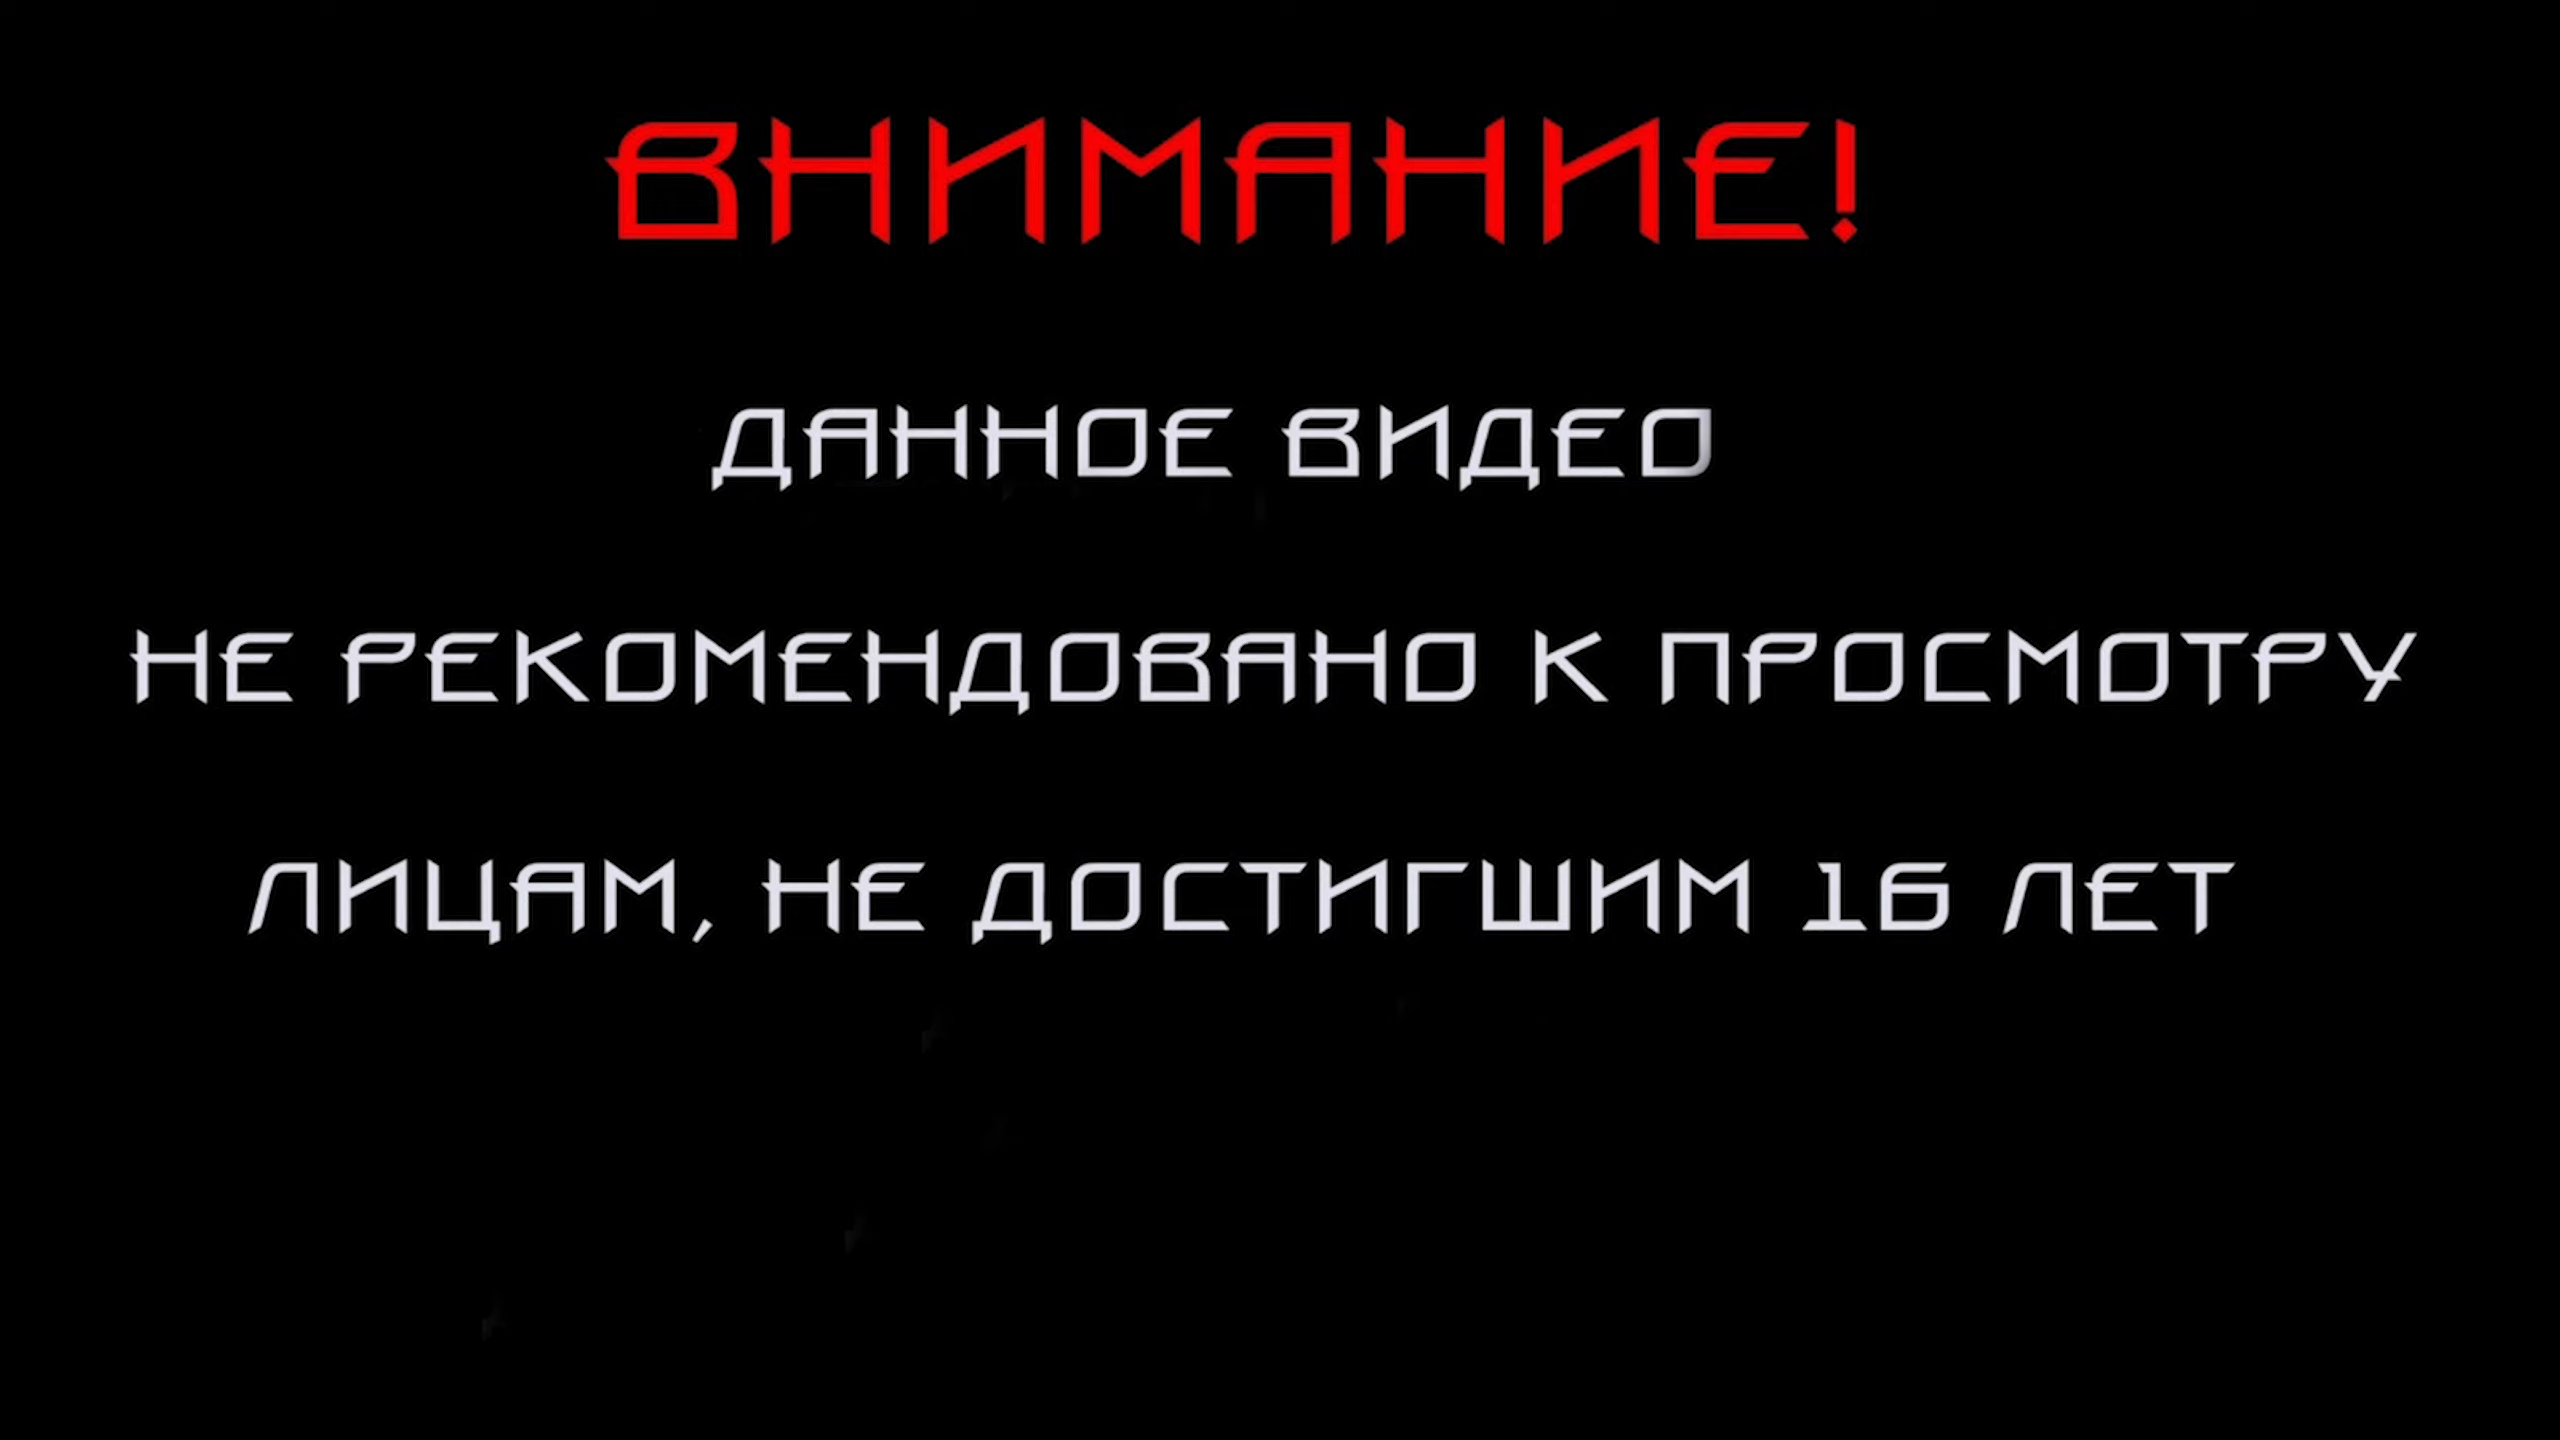 ВНИМАНИЕ!
ДАННОЕ ВИДЕО
НЕ РЕКОМЕНДОВАНО К ПРОСМОТРУ
ЛИЦАМ, НЕ ДОСТИГШИМ 16 ЛЕТ